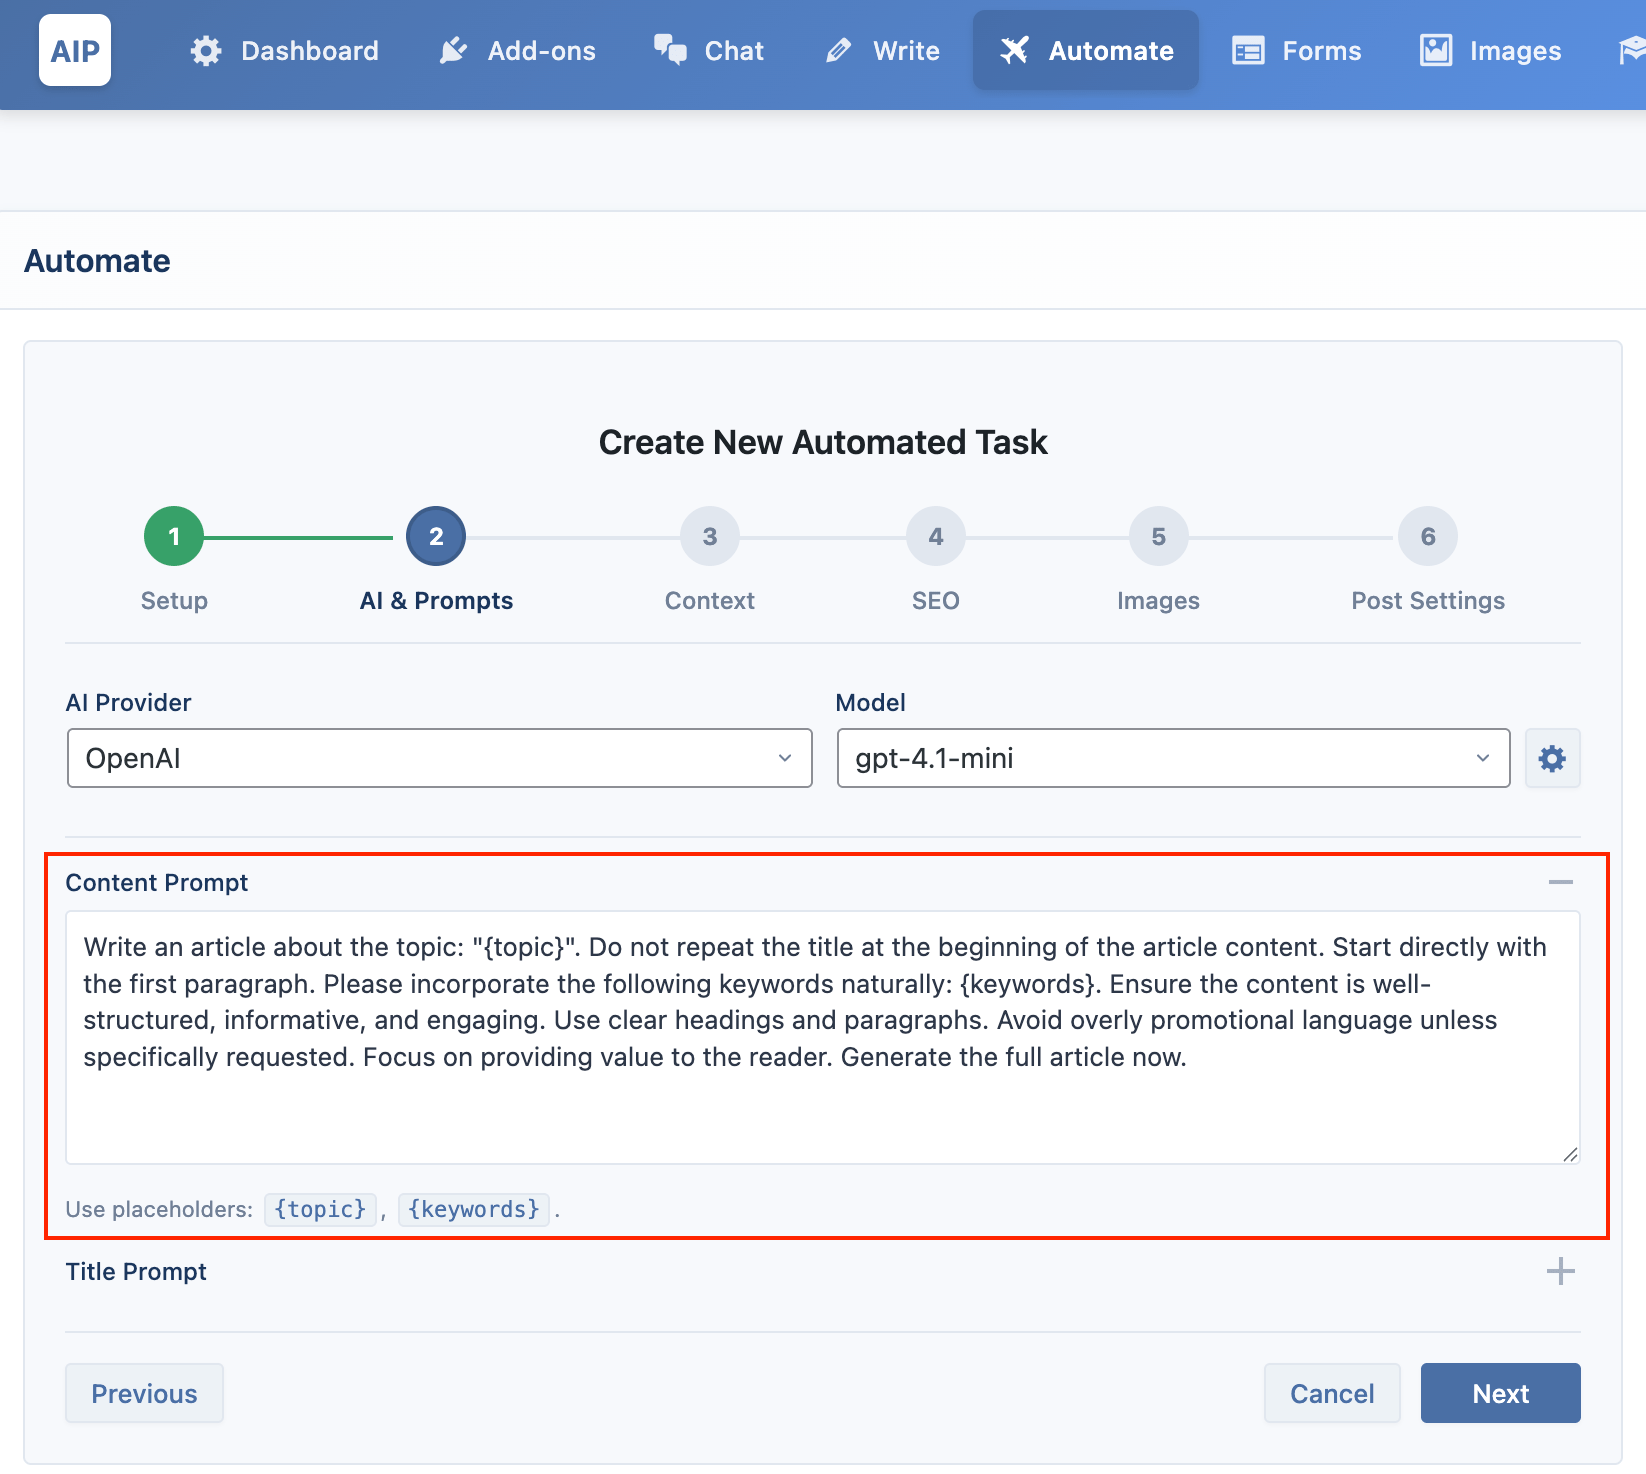 AIP
Dashboard
Add-ons
Chat
Write
Automate
Forms
Images
Automate
Create New Automated Task
1
2
3
4
5
6
Setup
AI & Prompts
Context
SEO
Images
Post Settings
AI Provider
Model
OpenAI
gpt-4.1-mini
Content Prompt
Write an article about the topic: "{topic}". Do not repeat the title at the beginning of the article content. Start directly with
the first paragraph. Please incorporate the following keywords naturally: {keywords}. Ensure the content is well-
structured, informative, and engaging. Use clear headings and paragraphs. Avoid overly promotional language unless
specifically requested. Focus on providing value to the reader. Generate the full article now.
Use placeholders: {topic} , {keywords} .
Title Prompt
Previous
Cancel
Next